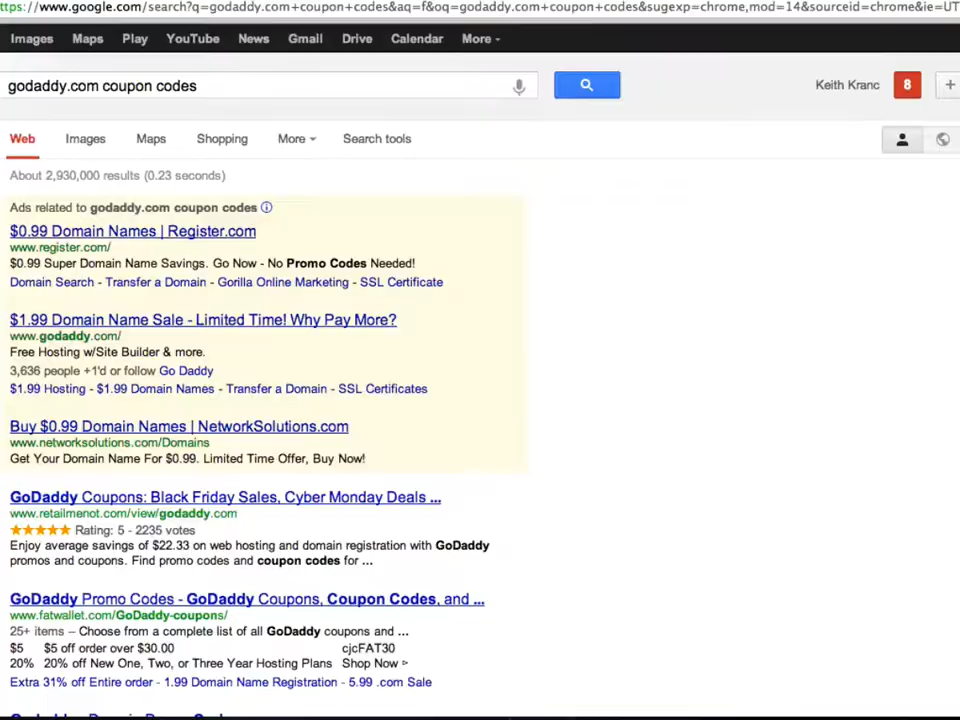 ttps://www.google.com/search?q=godaddy.com+coupon+codes&aq=f&oq=godaddy.com+coupon+codes&sugexp=chrome,mod=14&sourceid=chrome&ie=UT
Images Maps Play YouTube News Gmail Drive Calendar More
godaddy.com coupon codes
Keith Kranc 8 +
Web Images Maps Shopping More Search tools
About 2,930,000 results (0.23 seconds)
Ads related to godaddy.com coupon codes
$0.99 Domain Names | Register.com
www.register.com/
$0.99 Super Domain Name Savings. Go Now - No Promo Codes Needed!
Domain Search - Transfer a Domain - Gorilla Online Marketing - SSL Certificate
$1.99 Domain Name Sale - Limited Time! Why Pay More?
www.godaddy.com/
Free Hosting w/Site Builder & more.
3,636 people +1'd or follow Go Daddy
$1.99 Hosting - $1.99 Domain Names - Transfer a Domain - SSL Certificates
Buy $0.99 Domain Names | NetworkSolutions.com
www.networksolutions.com/Domains
Get Your Domain Name For $0.99. Limited Time Offer, Buy Now!
GoDaddy Coupons: Black Friday Sales, Cyber Monday Deals ...
www.retailmenot.com/view/godaddy.com
★★★★★ Rating: 5 - 2235 votes
Enjoy average savings of $22.33 on web hosting and domain registration with GoDaddy
promos and coupons. Find promo codes and coupon codes for ...
GoDaddy Promo Codes - GoDaddy Coupons, Coupon Codes, and ...
www.fatwallet.com/GoDaddy-coupons/
25+ items – Choose from a complete list of all GoDaddy coupons and ...
$5 $5 off order over $30.00 cjcFAT30
20% 20% off New One, Two, or Three Year Hosting Plans Shop Now >
Extra 31% off Entire order - 1.99 Domain Name Registration - 5.99 .com Sale